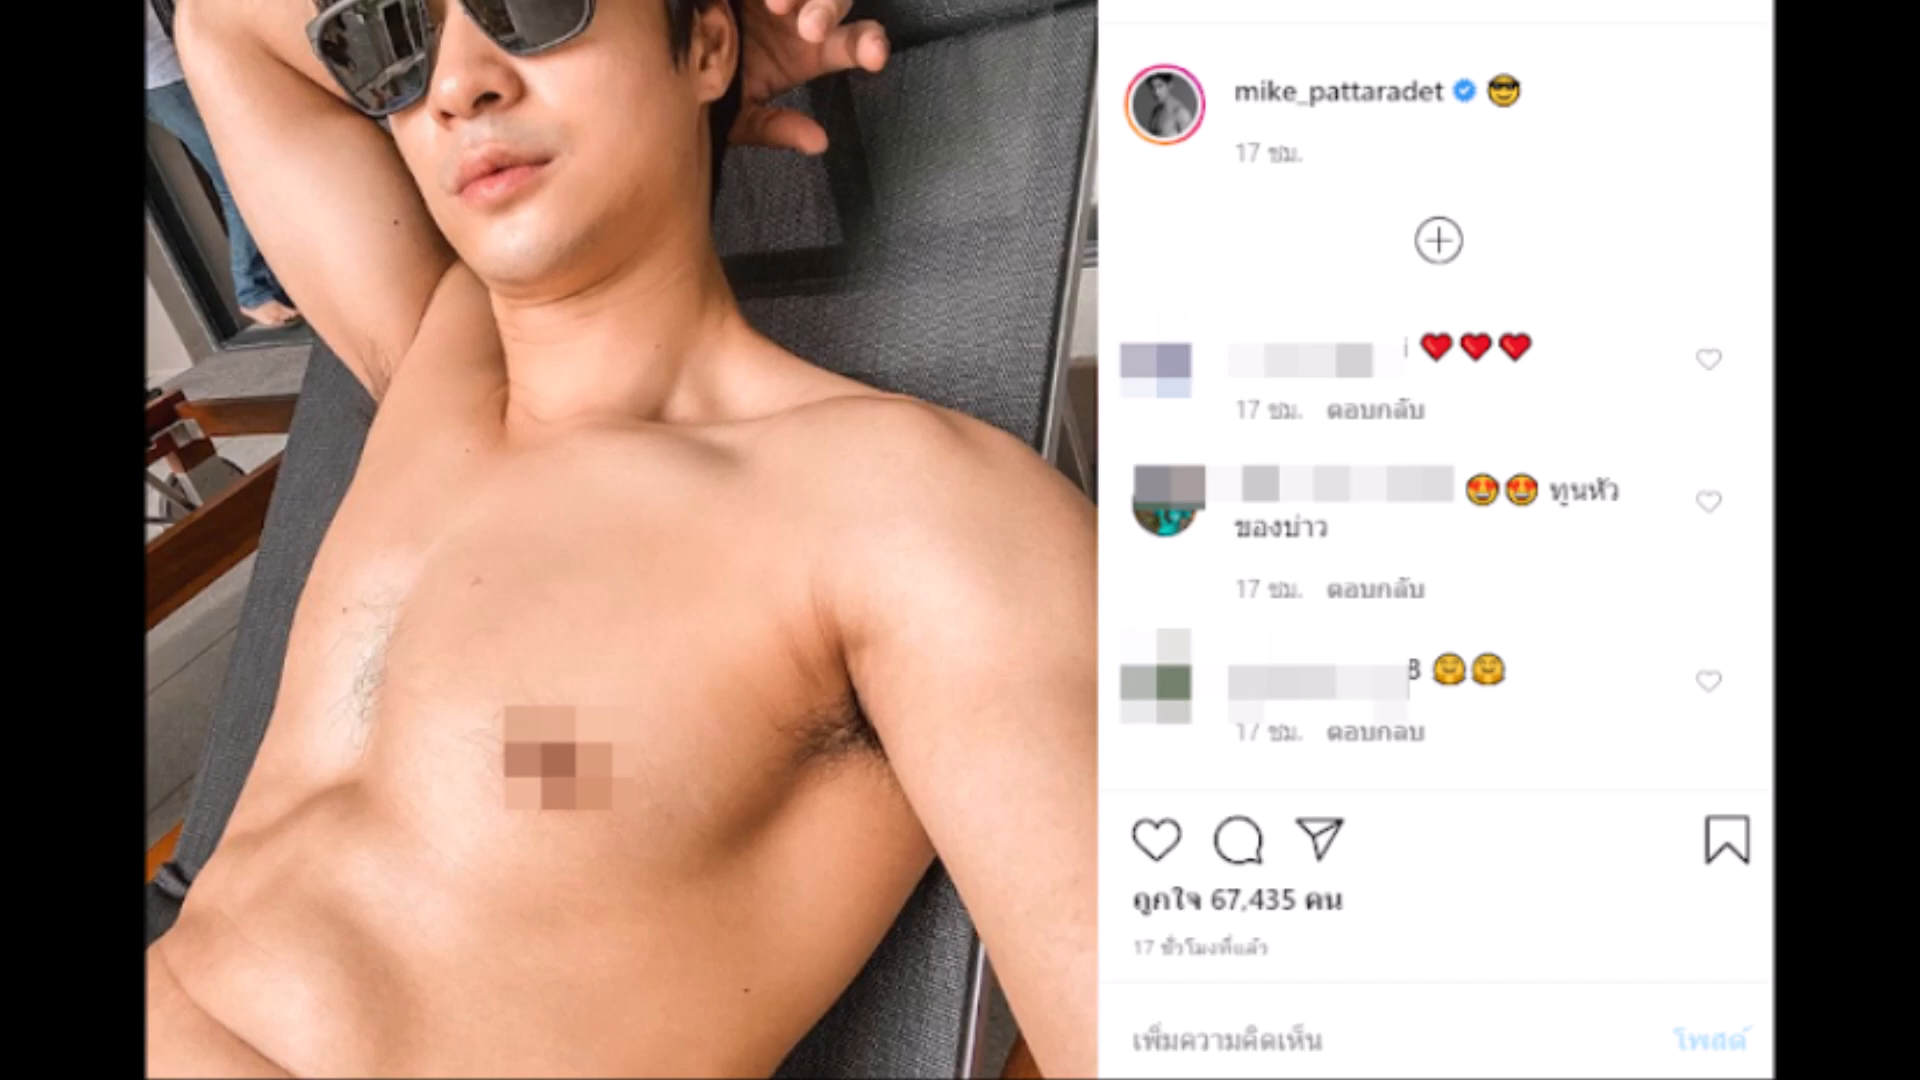 mike_pattaradet 😎
17 ชม.
❤️❤️❤️
17 ชม. ตอบกลับ
😍😍 ทูนหัว
ของบ่าว
17 ชม. ตอบกลับ
🤗🤗
17 ชม. ตอบกลับ
ถูกใจ 67,435 คน
17 ชั่วโมงที่แล้ว
เพิ่มความคิดเห็น
โพสต์